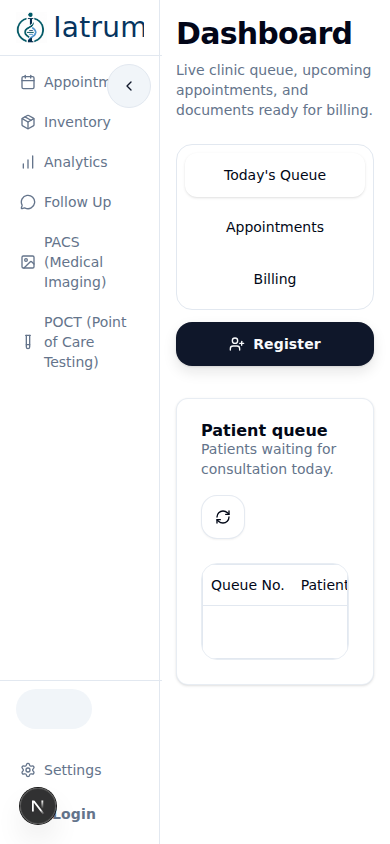 Iatrum
Appointm
Inventory
Analytics
Follow Up
PACS
(Medical
Imaging)
POCT (Point
of Care
Testing)
Settings
N
Login
Dashboard
Live clinic queue, upcoming
appointments, and
documents ready for billing.
Today's Queue
Appointments
Billing
Register
Patient queue
Patients waiting for
consultation today.
Queue No. Patient